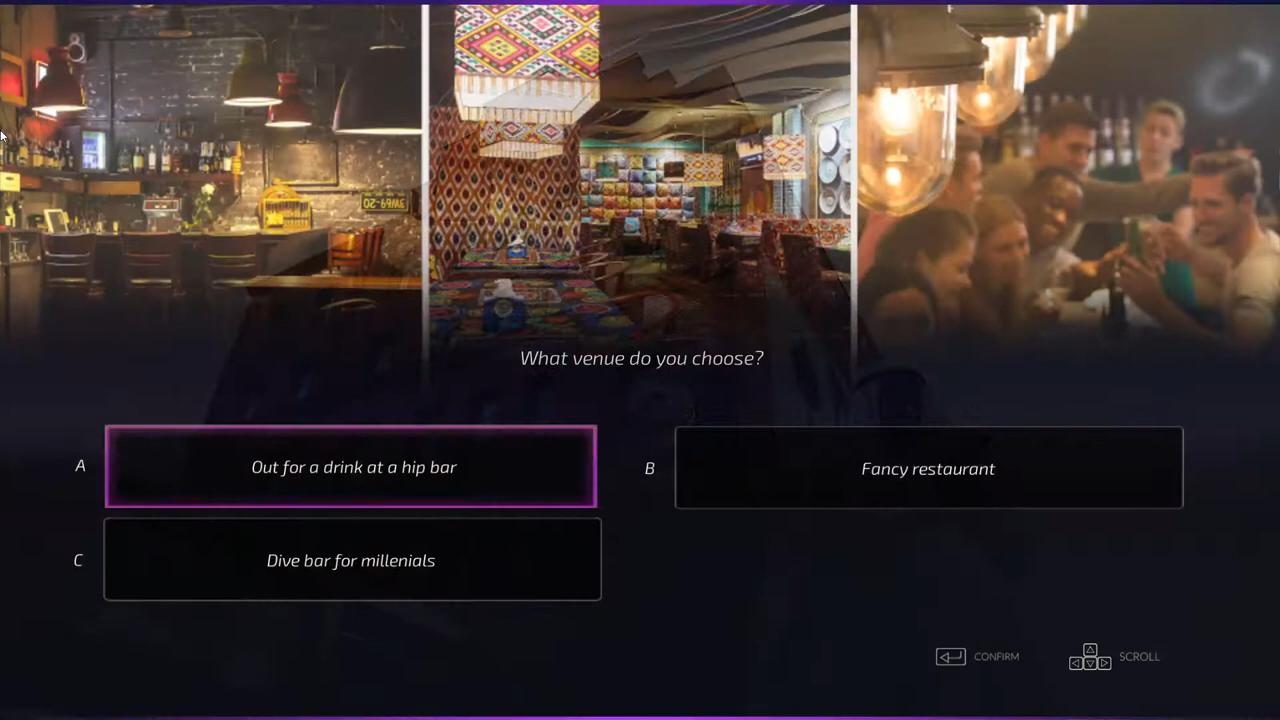 What venue do you choose?
A
Out for a drink at a hip bar
B
Fancy restaurant
C
Dive bar for millenials
CONFIRM
SCROLL